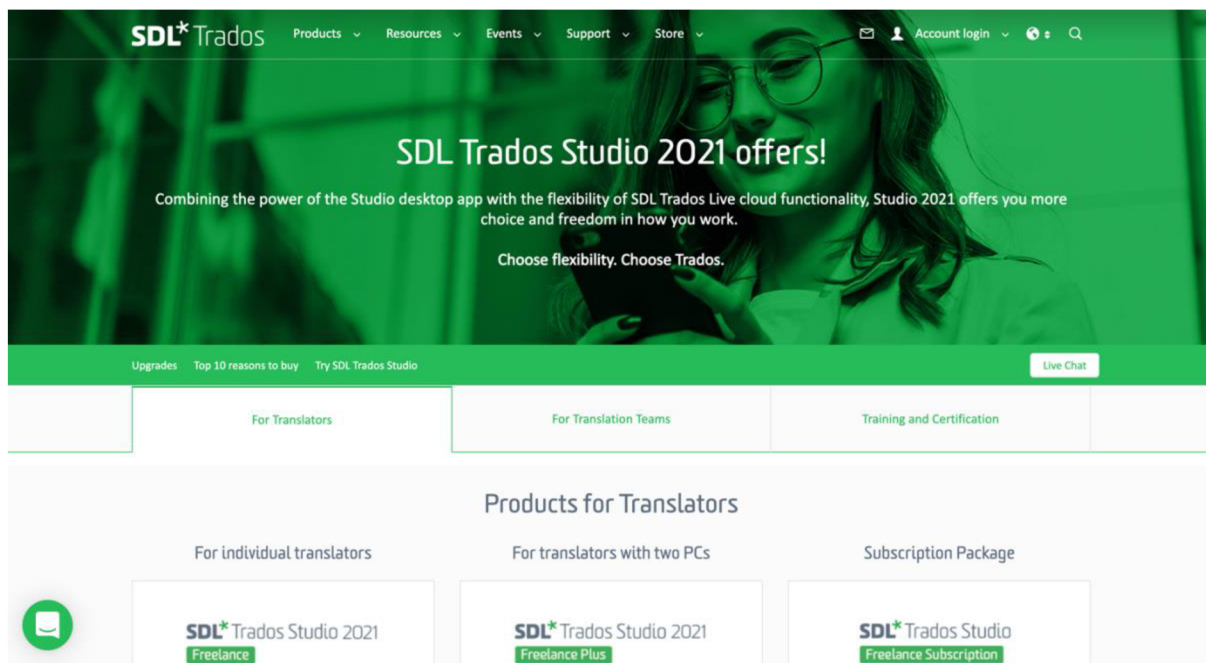 SDL* Trados Products Resources Events Support Store Account login
SDL Trados Studio 2021 offers!
Combining the power of the Studio desktop app with the flexibility of SDL Trados Live cloud functionality, Studio 2021 offers you more
choice and freedom in how you work.
Choose flexibility. Choose Trados.
Upgrades Top 10 reasons to buy Try SDL Trados Studio Live Chat
For Translators For Translation Teams Training and Certification
Products for Translators
For individual translators For translators with two PCs Subscription Package
SDL* Trados Studio 2021 SDL* Trados Studio 2021 SDL* Trados Studio
Freelance Freelance Plus Freelance Subscription